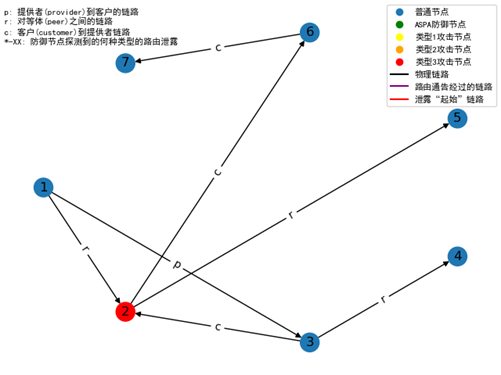 p: 提供者(provider)到客户的链路
r: 对等体(peer)之间的链路
c: 客户(customer)到提供者链路
*-XX: 防御节点探测到的何种类型的路由泄露
普通节点
ASPA防御节点
类型1攻击节点
类型2攻击节点
类型3攻击节点
物理链路
路由通告经过的链路
泄露“起始”链路
6
7
c
5
c
1
r
r
p
4
2
c
r
3